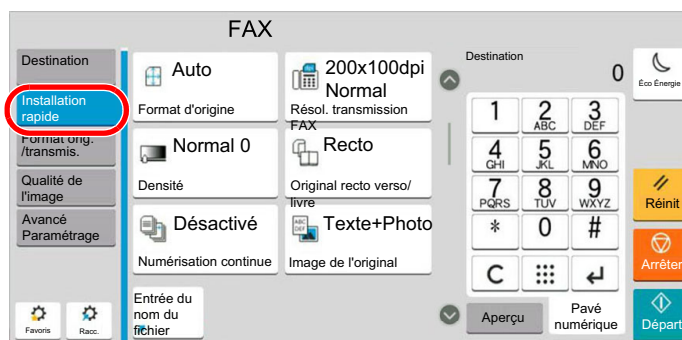 FAX
Destination
Installation
rapide
Format orig.
/transmis.
Qualité de
l'image
Avancé
Paramétrage
Favoris
Racc.
Auto
Format d'origine
200x100dpi
Normal
Résol. transmission
FAX
Normal 0
Densité
Recto
Original recto verso/
livre
Désactivé
Numérisation continue
ABC
DEF
Texte+Photo
Image de l'original
Entrée du
nom du
fichier
Destination
0
1
2
ABC
3
DEF
4
GHI
5
JKL
6
MNO
7
PQRS
8
TUV
9
WXYZ
*
0
#
C
Aperçu
Pavé
numérique
Éco Énergie
Réinit
Arrêter
Départ